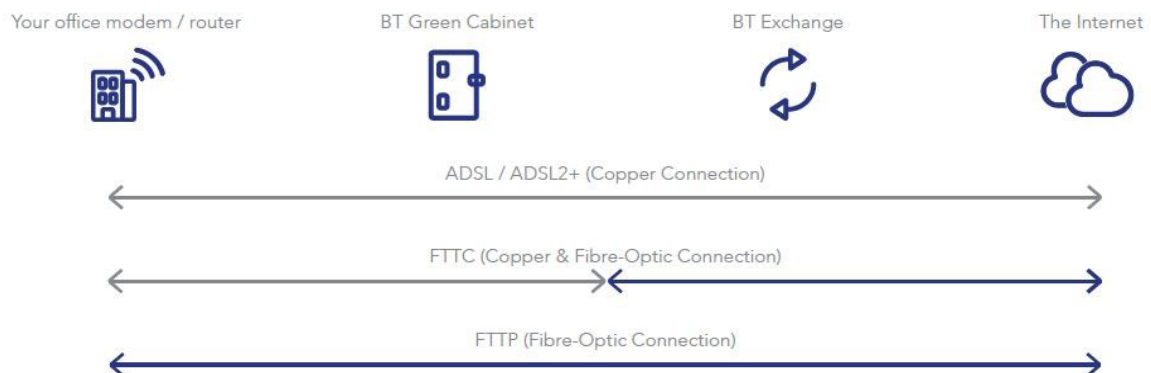 Your office modem / router
BT Green Cabinet
BT Exchange
The Internet
ADSL / ADSL2+ (Copper Connection)
FTTC (Copper & Fibre-Optic Connection)
FTTP (Fibre-Optic Connection)